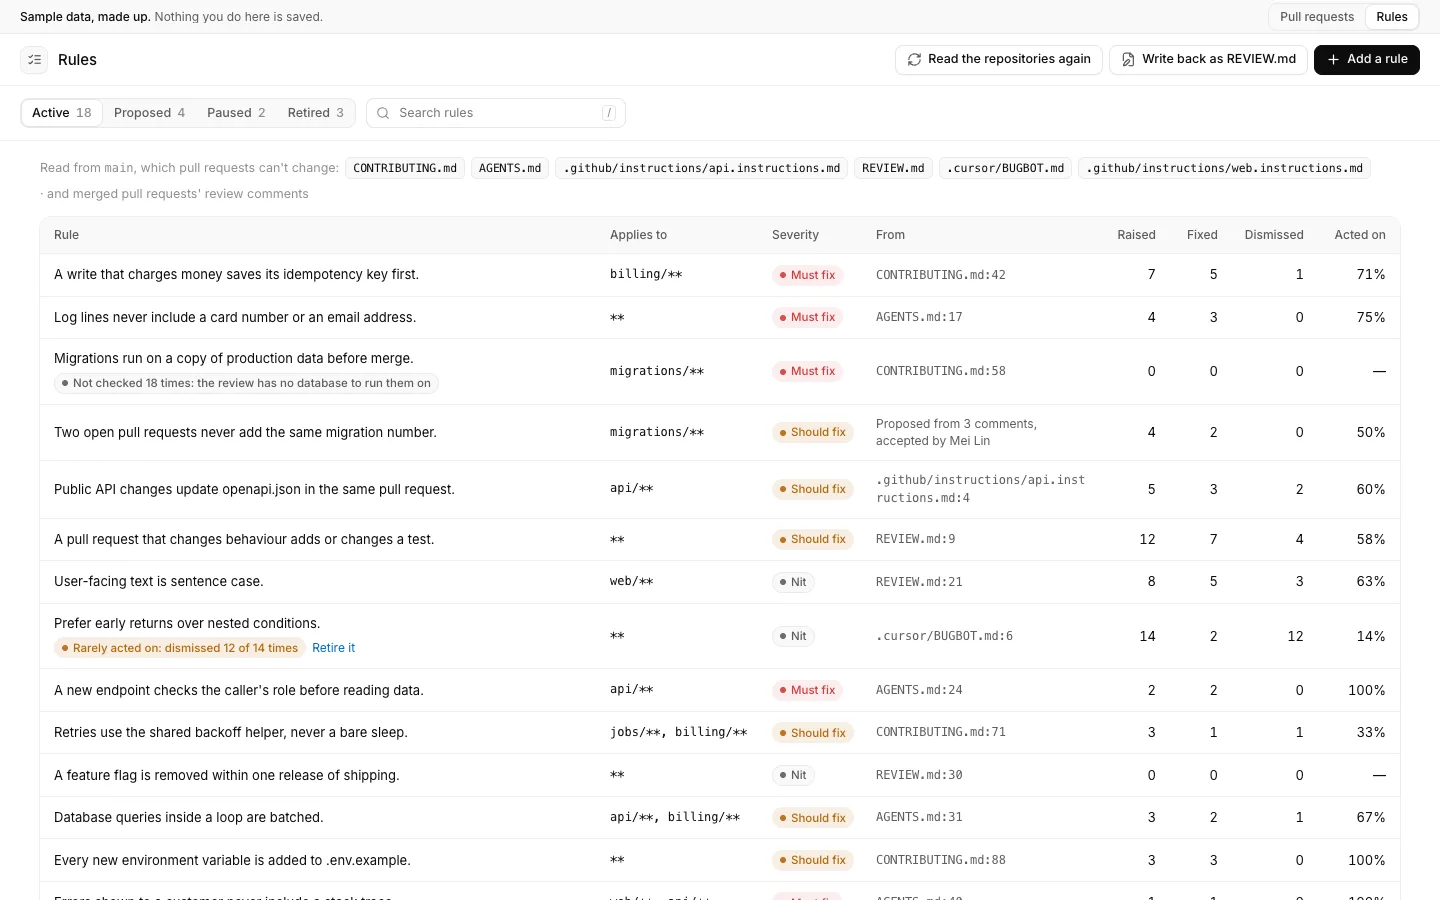 Sample data, made up. Nothing you do here is saved.
Pull requests
Rules
Rules
Read the repositories again
Write back as REVIEW.md
Add a rule
Active 18
Proposed 4
Paused 2
Retired 3
Search rules
/
Read from main, which pull requests can't change: CONTRIBUTING.md AGENTS.md .github/instructions/api.instructions.md REVIEW.md .cursor/BUGBOT.md .github/instructions/web.instructions.md
· and merged pull requests' review comments
Rule Applies to Severity From Raised Fixed Dismissed Acted on
A write that charges money saves its idempotency key first. billing/** Must fix CONTRIBUTING.md:42 7 5 1 71%
Log lines never include a card number or an email address. ** Must fix AGENTS.md:17 4 3 0 75%
Migrations run on a copy of production data before merge.
Not checked 18 times: the review has no database to run them on
migrations/** Must fix CONTRIBUTING.md:58 0 0 0 —
Two open pull requests never add the same migration number. migrations/** Should fix
Proposed from 3 comments,
accepted by Mei Lin
4 2 0 50%
Public API changes update openapi.json in the same pull request. api/** Should fix
.github/instructions/api.inst
ructions.md:4
5 3 2 60%
A pull request that changes behaviour adds or changes a test. ** Should fix REVIEW.md:9 12 7 4 58%
User-facing text is sentence case. web/** Nit REVIEW.md:21 8 5 3 63%
Prefer early returns over nested conditions.
Rarely acted on: dismissed 12 of 14 times Retire it
** Nit .cursor/BUGBOT.md:6 14 2 12 14%
A new endpoint checks the caller's role before reading data. api/** Must fix AGENTS.md:24 2 2 0 100%
Retries use the shared backoff helper, never a bare sleep. jobs/**, billing/** Should fix CONTRIBUTING.md:71 3 1 1 33%
A feature flag is removed within one release of shipping. ** Nit REVIEW.md:30 0 0 0 —
Database queries inside a loop are batched. api/**, billing/** Should fix AGENTS.md:31 3 2 1 67%
Every new environment variable is added to .env.example. ** Should fix CONTRIBUTING.md:88 3 3 0 100%